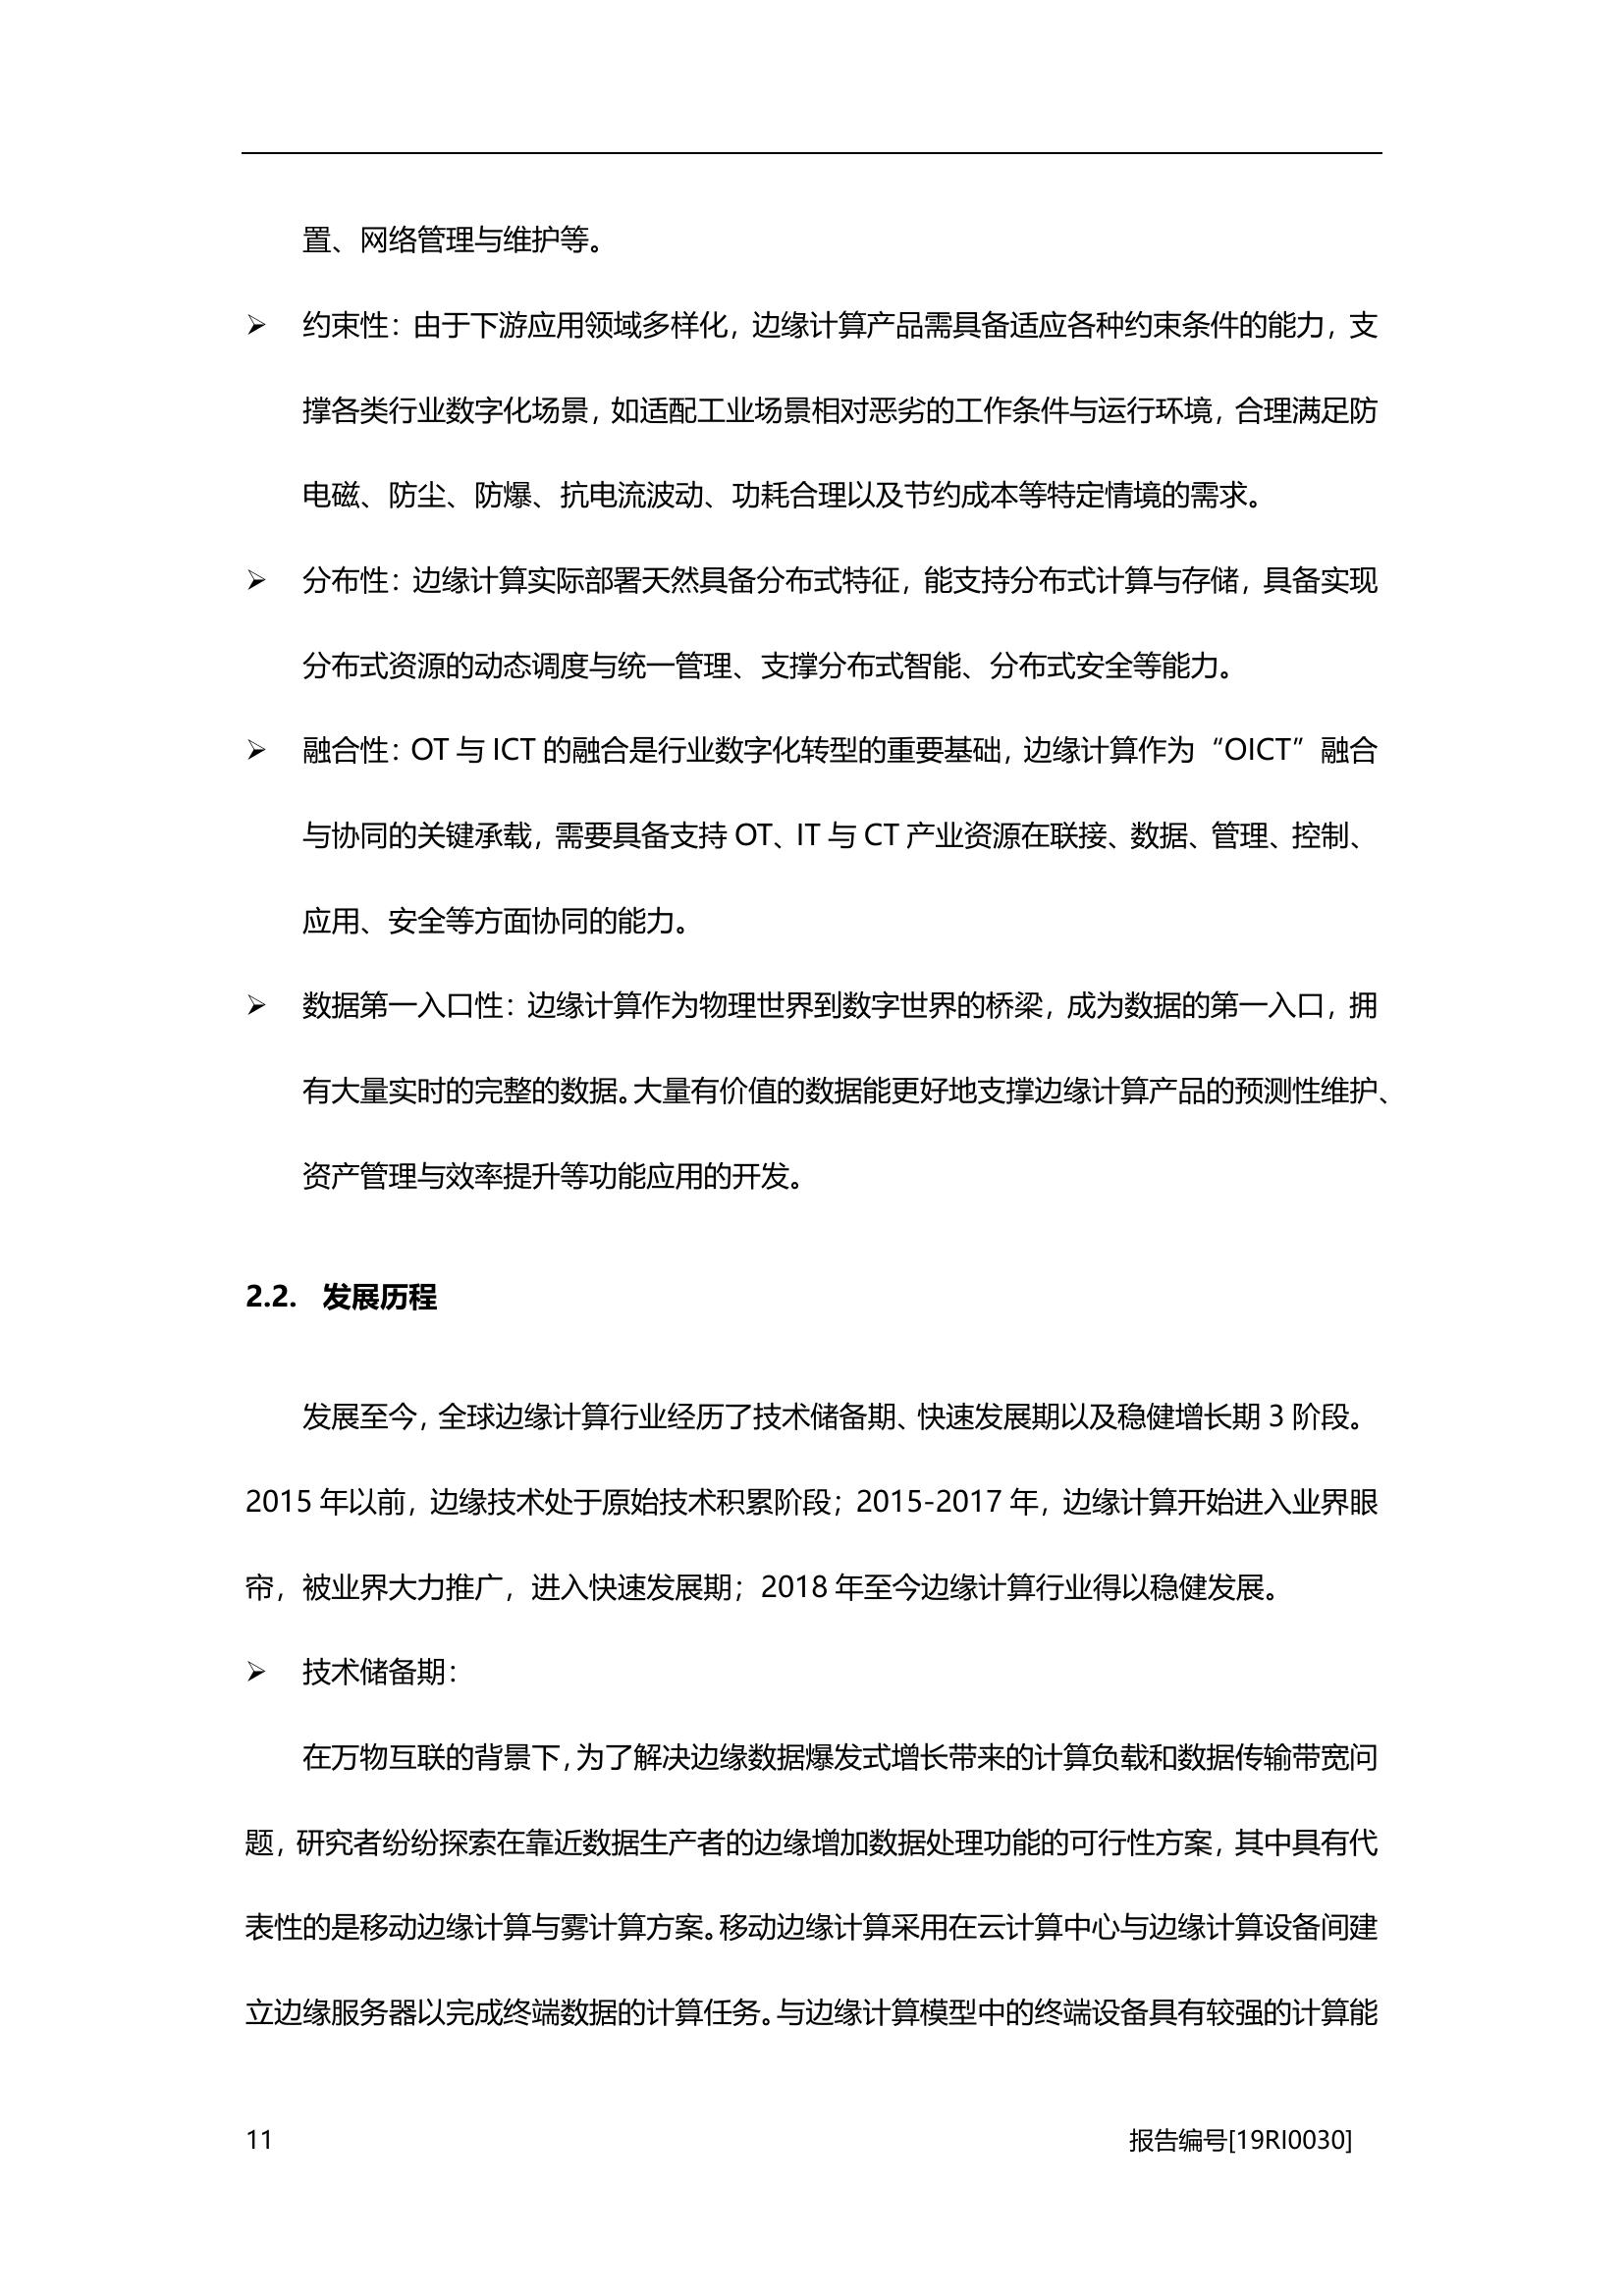 置、网络管理与维护等。
➢ 约束性：由于下游应用领域多样化，边缘计算产品需具备适应各种约束条件的能力，支
撑各类行业数字化场景，如适配工业场景相对恶劣的工作条件与运行环境，合理满足防
电磁、防尘、防爆、抗电流波动、功耗合理以及节约成本等特定情境的需求。
➢ 分布性：边缘计算实际部署天然具备分布式特征，能支持分布式计算与存储，具备实现
分布式资源的动态调度与统一管理、支撑分布式智能、分布式安全等能力。
➢ 融合性：OT 与 ICT 的融合是行业数字化转型的重要基础，边缘计算作为“OICT”融合
与协同的关键承载，需要具备支持 OT、IT 与 CT 产业资源在联接、数据、管理、控制、
应用、安全等方面协同的能力。
➢ 数据第一入口性：边缘计算作为物理世界到数字世界的桥梁，成为数据的第一入口，拥
有大量实时的完整的数据。大量有价值的数据能更好地支撑边缘计算产品的预测性维护、
资产管理与效率提升等功能应用的开发。
2.2. 发展历程
发展至今，全球边缘计算行业经历了技术储备期、快速发展期以及稳健增长期 3 阶段。
2015 年以前，边缘技术处于原始技术积累阶段；2015-2017 年，边缘计算开始进入业界眼
帘，被业界大力推广，进入快速发展期；2018 年至今边缘计算行业得以稳健发展。
➢ 技术储备期：
在万物互联的背景下，为了解决边缘数据爆发式增长带来的计算负载和数据传输带宽问
题，研究者纷纷探索在靠近数据生产者的边缘增加数据处理功能的可行性方案，其中具有代
表性的是移动边缘计算与雾计算方案。移动边缘计算采用在云计算中心与边缘计算设备间建
立边缘服务器以完成终端数据的计算任务。与边缘计算模型中的终端设备具有较强的计算能
11 报告编号[19RI0030]